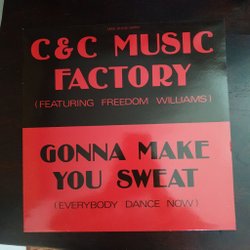 C & C MUSIC
FACTORY
(FEATURING FREEDOM WILLIAMS)
GONNA MAKE
YOU SWEAT
(EVERYBODY DANCE NOW)